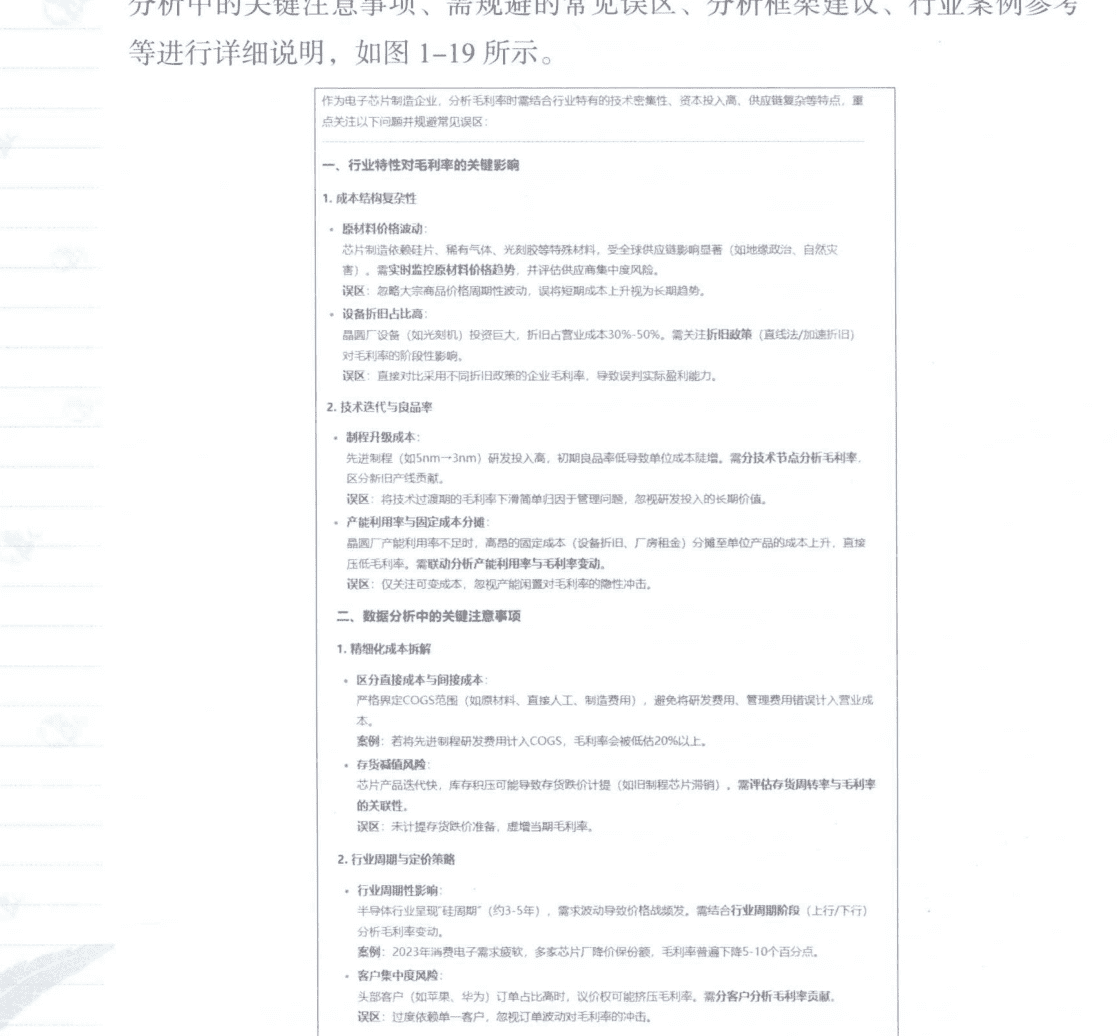 分析中的关键注意事项、需规避的常见误区、分析框架建议、行业案例参考
等进行详细说明，如图 1-19 所示。
作为电子芯片制造企业，分析毛利率时需结合行业特有的技术密集性、资本投入高、供应链复杂等特点，重
点关注以下问题并规避常见误区：
一、行业特性对毛利率的关键影响
1. 成本结构复杂性
• 原材料价格波动：
芯片制造依赖硅片、稀有气体、光刻胶等特殊材料，受全球供应链影响显著（如地缘政治、自然灾
害）。需实时监控原材料价格趋势，并评估供应商集中度风险。
误区：忽略大宗商品价格周期性波动，误将短期成本上升视为长期趋势。
• 设备折旧占比高：
晶圆厂设备（如光刻机）投资巨大，折旧占营业成本30%-50%。需关注折旧政策（直线法/加速折旧）
对毛利率的阶段性影响。
误区：直接对比采用不同折旧政策的企业毛利率，导致误判实际盈利能力。
2. 技术迭代与良品率
• 制程升级成本：
先进制程（如5nm→3nm）研发投入高，初期良品率低导致单位成本陡增。需分技术节点分析毛利率，
区分新旧产线贡献。
误区：将技术过渡期的毛利率下滑简单归因于管理问题，忽视研发投入的长期价值。
• 产能利用率与固定成本分摊：
晶圆厂产能利用率不足时，高昂的固定成本（设备折旧、厂房租金）分摊至单位产品的成本上升，直接
压低毛利率。需联动分析产能利用率与毛利率变动。
误区：仅关注可变成本，忽视产能闲置对毛利率的隐性冲击。
二、数据分析中的关键注意事项
1. 精细化成本拆解
• 区分直接成本与间接成本：
严格界定COGS范围（如原材料、直接人工、制造费用），避免将研发费用、管理费用错误计入营业成
本。
案例：若将先进制程研发费用计入COGS，毛利率会被低估20%以上。
• 存货减值风险：
芯片产品迭代快，库存积压可能导致存货跌价计提（如旧制程芯片滞销）。需评估存货周转率与毛利率
的关联性。
误区：未计提存货跌价准备，虚增当期毛利率。
2. 行业周期与定价策略
• 行业周期性影响：
半导体行业呈现“硅周期”（约3-5年），需求波动导致价格战频发。需结合行业周期阶段（上行/下行）
分析毛利率变动。
案例：2023年消费电子需求疲软，多家芯片厂降价保份额，毛利率普遍下降5-10个百分点。
• 客户集中度风险：
头部客户（如苹果、华为）订单占比高时，议价权可能挤压毛利率。需分客户分析毛利率贡献。
误区：过度依赖单一客户，忽视订单波动对毛利率的冲击。